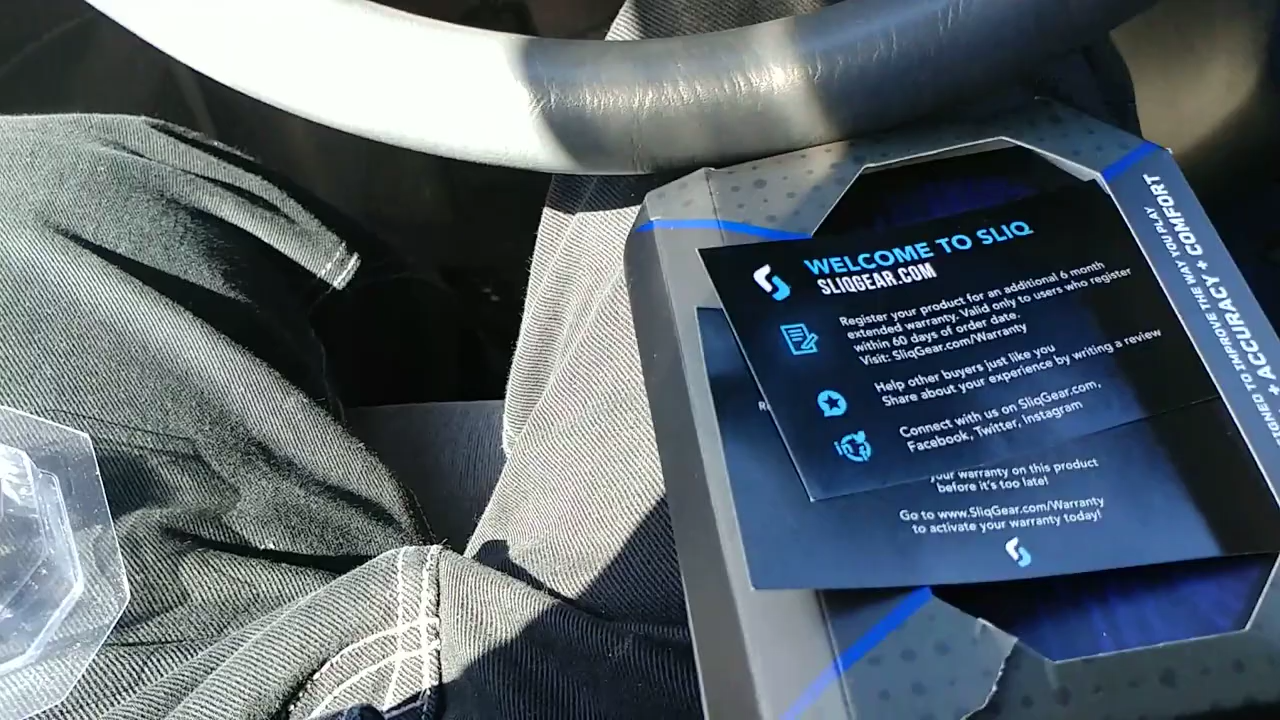 WELCOME TO SLIQ
SLIQGEAR.COM
Register your product for an additional 6 month
extended warranty. Valid only to users who register
within 60 days of order date.
Visit: SliqGear.com/Warranty
Help other buyers just like you
Share about your experience by writing a review
Connect with us on SliqGear.com,
Facebook, Twitter, Instagram
your warranty on this product
before it's too late!
Go to www.SliqGear.com/Warranty
to activate your warranty today!
TO IMPROVE THE WAY YOU PLAY
+ ACCURACY + COMFORT